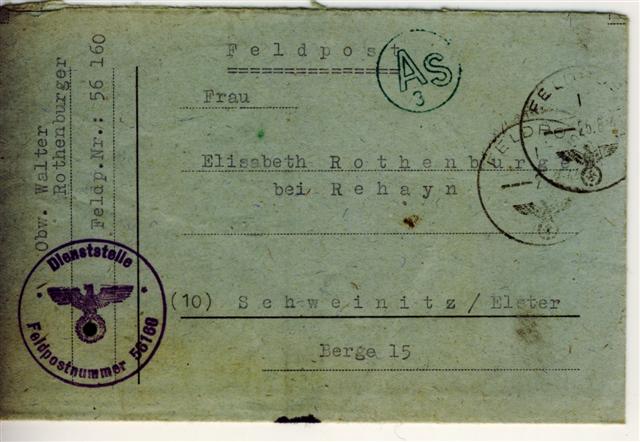 Feldpost
AS
3
Frau
Elisabeth Rothenburg
bei Rehayn
(10) Schweinitz/Elster
Berge 15
Obw. Walter
Rothenburger
Feldp.Nr.: 56 160
Dienststelle
Feldpostnummer 56160